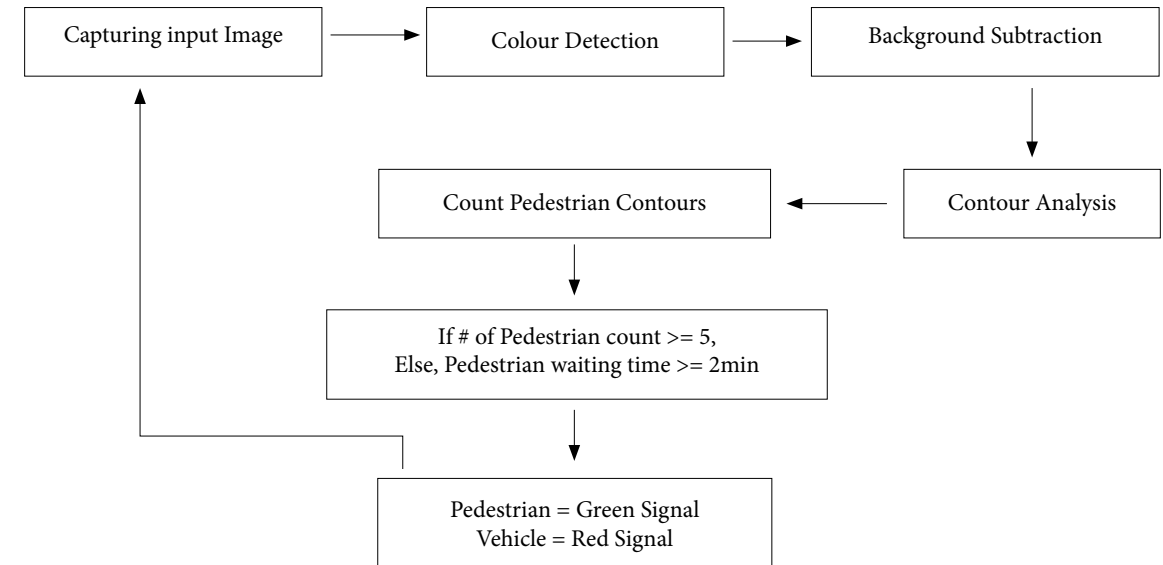 Capturing input Image
Colour Detection
Background Subtraction
Contour Analysis
Count Pedestrian Contours
If # of Pedestrian count >= 5,
Else, Pedestrian waiting time >= 2min
Pedestrian = Green Signal
Vehicle = Red Signal